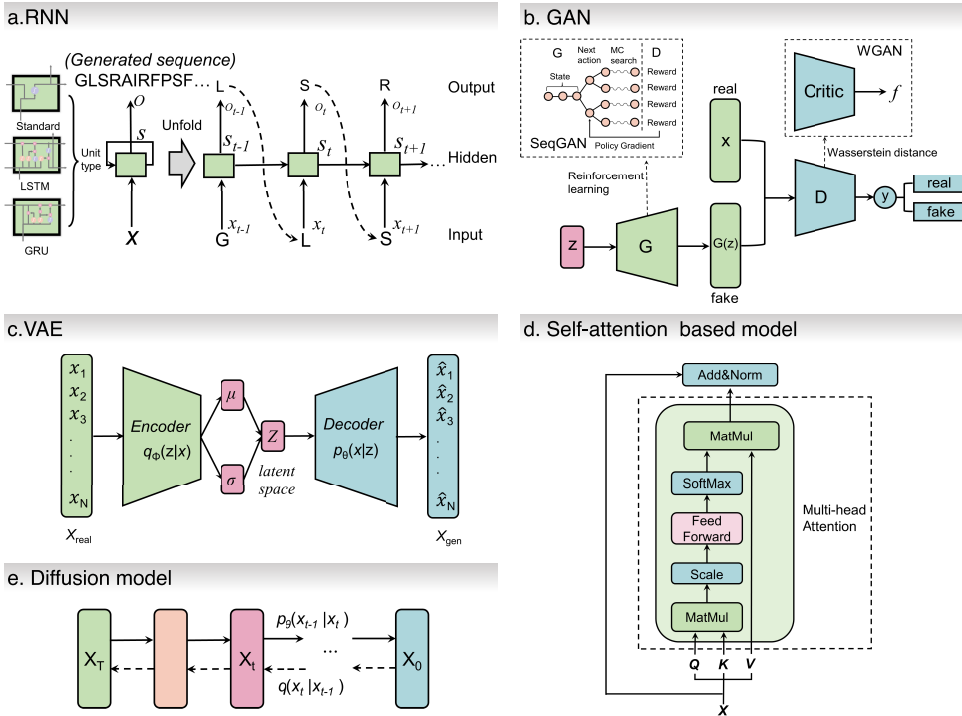 a.RNN
(Generated sequence)
GLSRAIRFPSF... L S R Output
O o_{t-1} o_t o_{t+1}
Standard
S Unfold s_{t-1} s_t s_{t+1}
Unit
type
Hidden
...
LSTM
x_{t-1} x_t x_{t+1}
X G L S Input
GRU
b. GAN
G Next
action MC
search D
State
Reward
Reward
Reward
Reward
SeqGAN
Policy Gradient
WGAN
Critic f
real
x
Wasserstein distance
Reinforcement
learning
z G G(z) D y real
fake
fake
c.VAE
x_1
x_2
x_3
.
.
.
x_N
X_real
Encoder
q_Φ(z|x)
μ
σ
Z
latent
space
Decoder
p_θ(x|z)
x̂_1
x̂_2
x̂_3
.
.
.
x̂_N
X_gen
d. Self-attention based model
Add&Norm
MatMul
SoftMax
Feed
Forward
Scale
MatMul
Multi-head
Attention
Q K V
X
e. Diffusion model
p_θ(x_{t-1}|x_t)
X_T X_t ... X_0
q(x_t|x_{t-1})